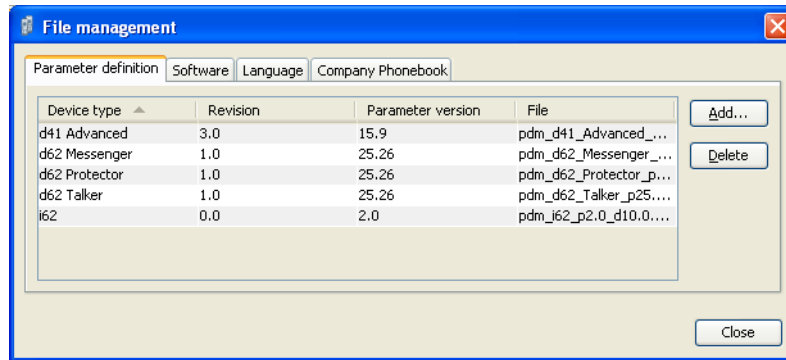 File management
Parameter definition Software Language Company Phonebook
Device type Revision Parameter version File
d41 Advanced 3.0 15.9 pdm_d41_Advanced_...
d62 Messenger 1.0 25.26 pdm_d62_Messenger_...
d62 Protector 1.0 25.26 pdm_d62_Protector_p...
d62 Talker 1.0 25.26 pdm_d62_Talker_p25....
i62 0.0 2.0 pdm_i62_p2.0_d10.0....
Add...
Delete
Close